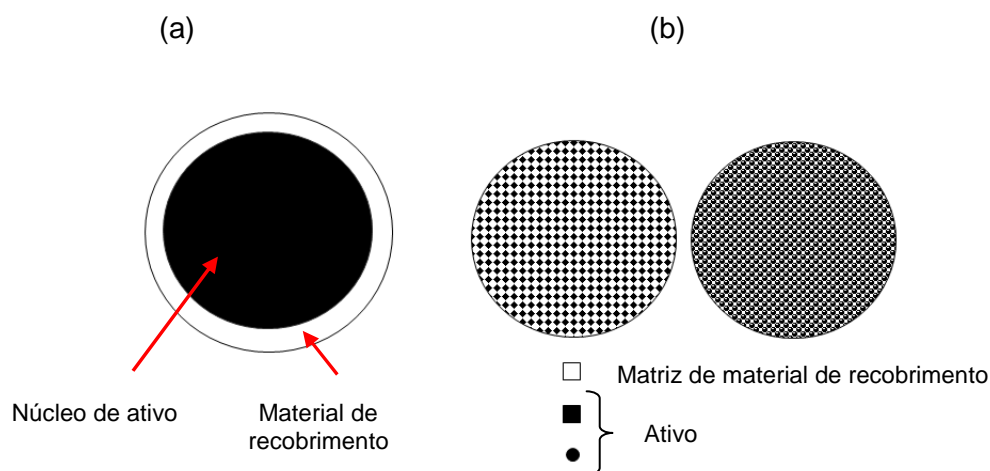 (a)
(b)
Núcleo de ativo
Material de
recobrimento
Matriz de material de recobrimento
Ativo